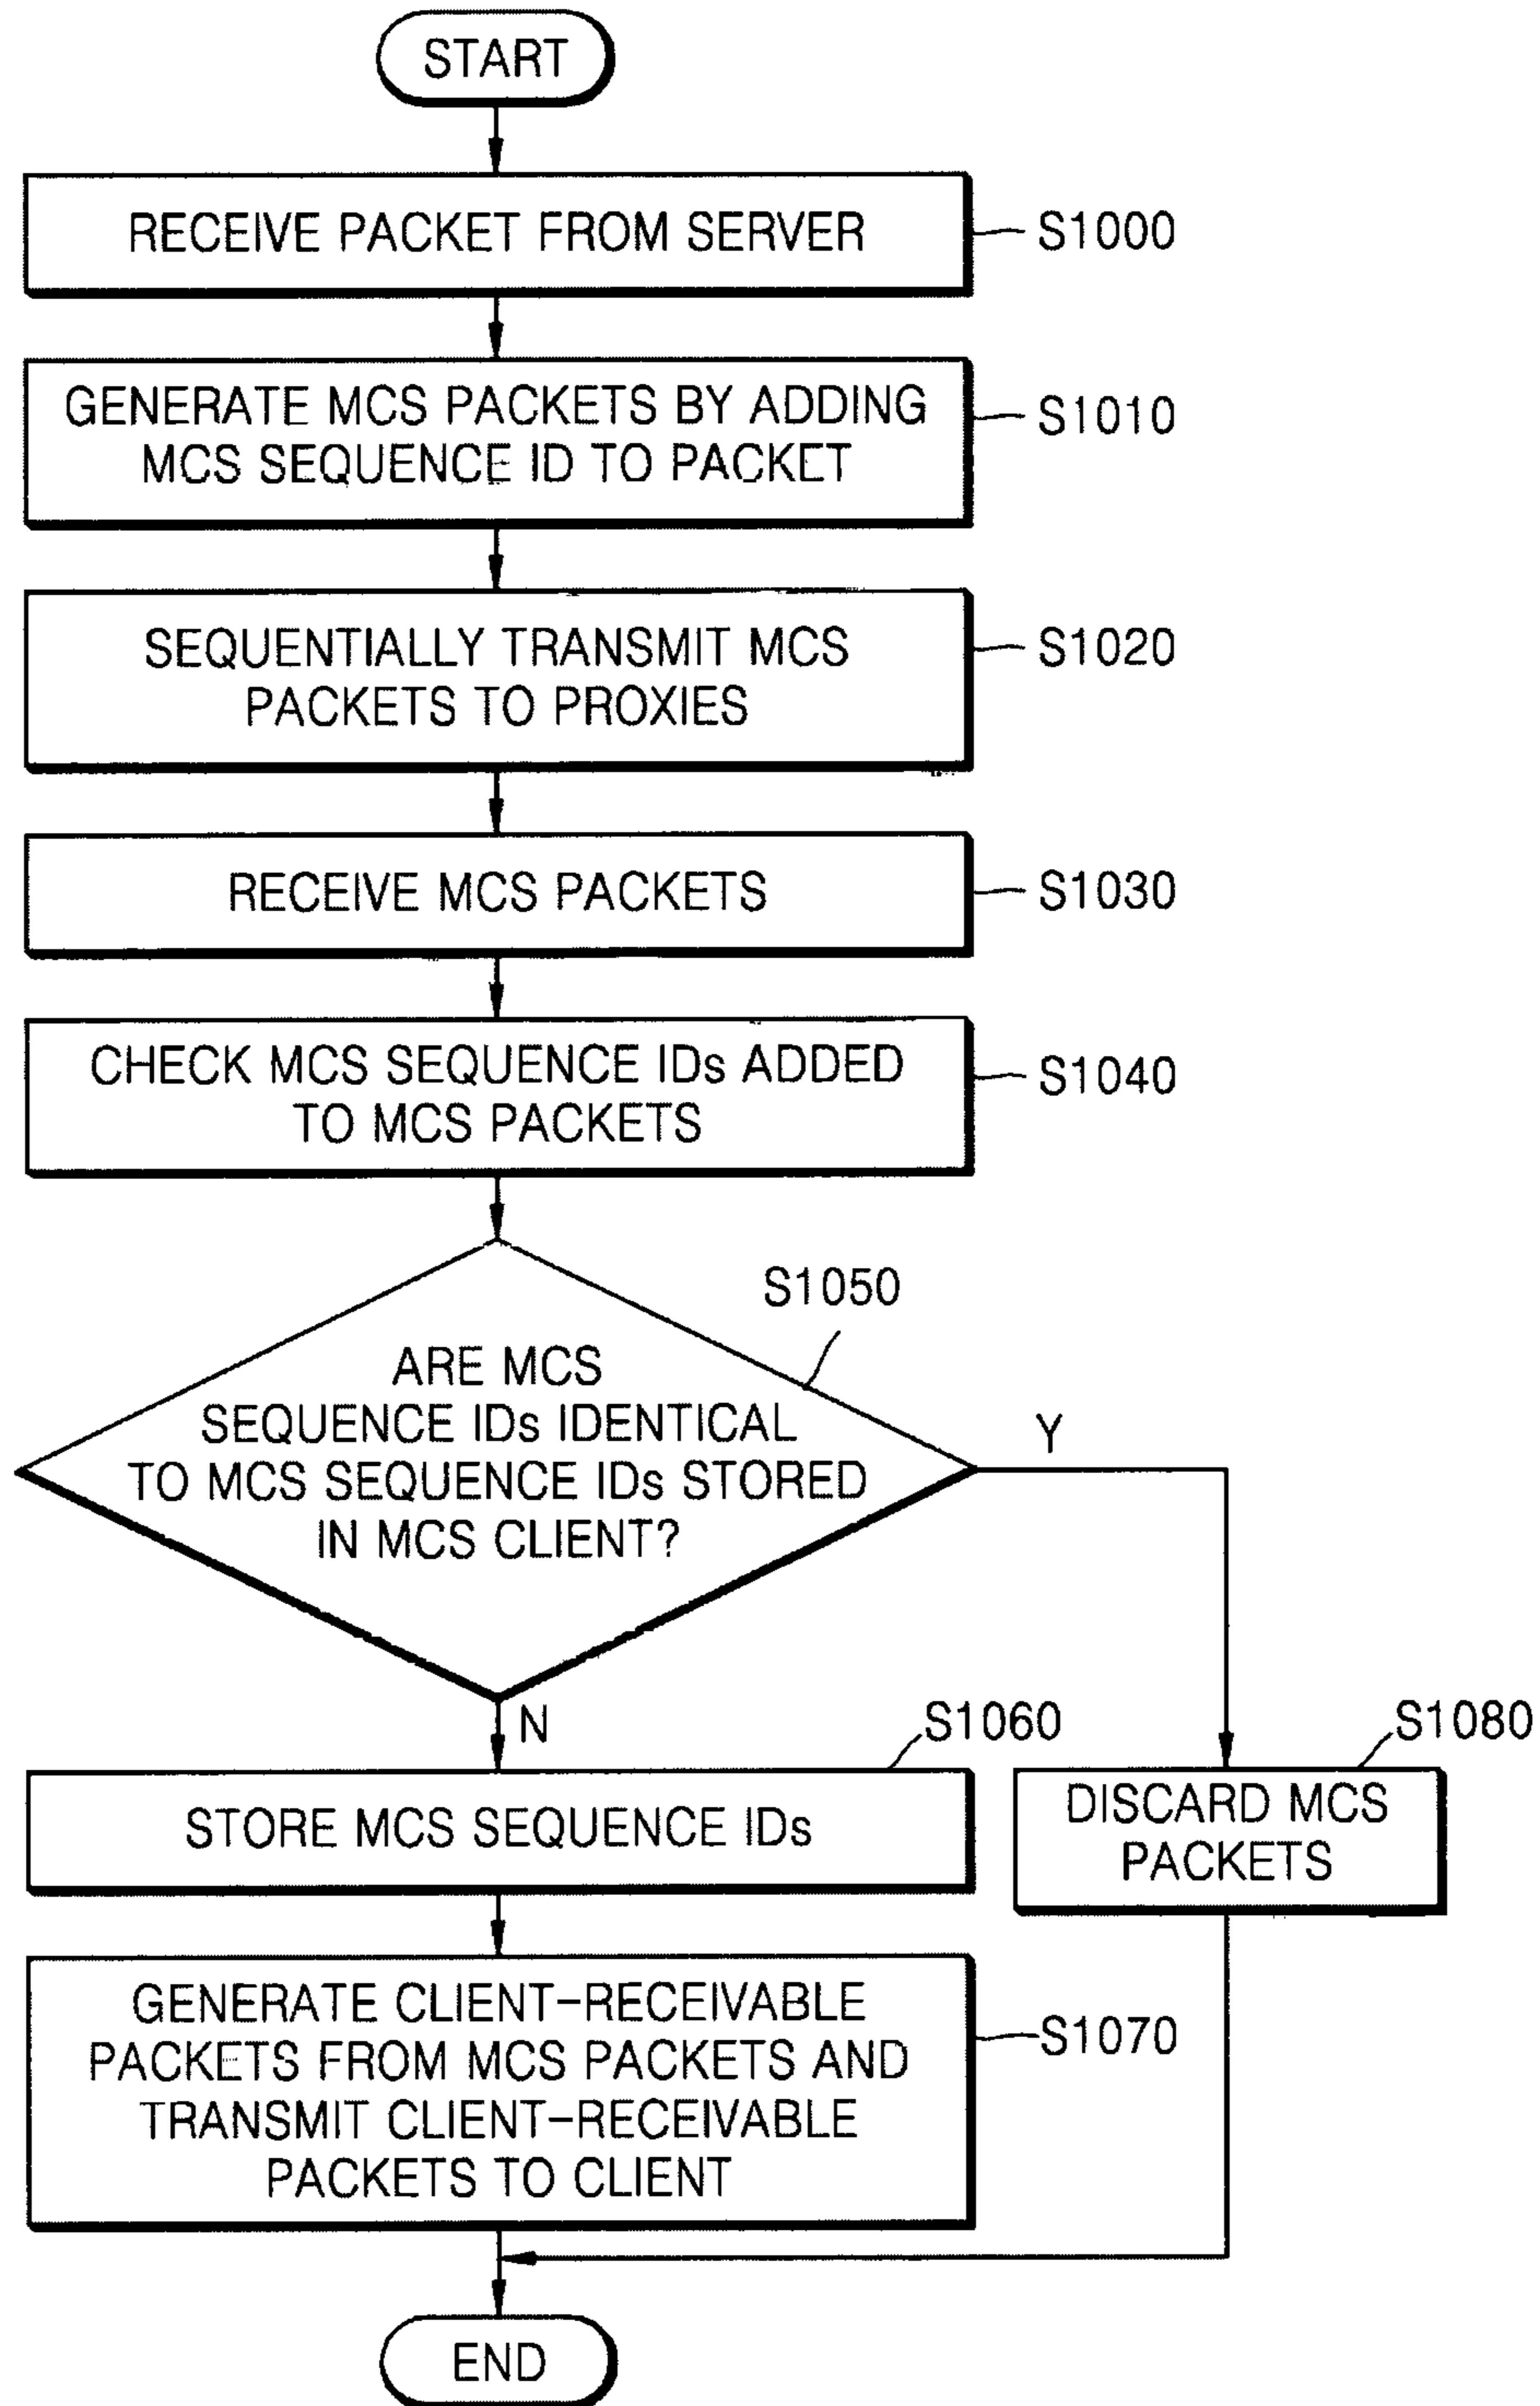 START
RECEIVE PACKET FROM SERVER
S1000
GENERATE MCS PACKETS BY ADDING
MCS SEQUENCE ID TO PACKET
S1010
SEQUENTIALLY TRANSMIT MCS
PACKETS TO PROXIES
S1020
RECEIVE MCS PACKETS
S1030
CHECK MCS SEQUENCE IDs ADDED
TO MCS PACKETS
S1040
S1050
ARE MCS
SEQUENCE IDs IDENTICAL
TO MCS SEQUENCE IDs STORED
IN MCS CLIENT?
Y
N
S1060
STORE MCS SEQUENCE IDs
S1080
DISCARD MCS
PACKETS
GENERATE CLIENT-RECEIVABLE
PACKETS FROM MCS PACKETS AND
TRANSMIT CLIENT-RECEIVABLE
PACKETS TO CLIENT
S1070
END